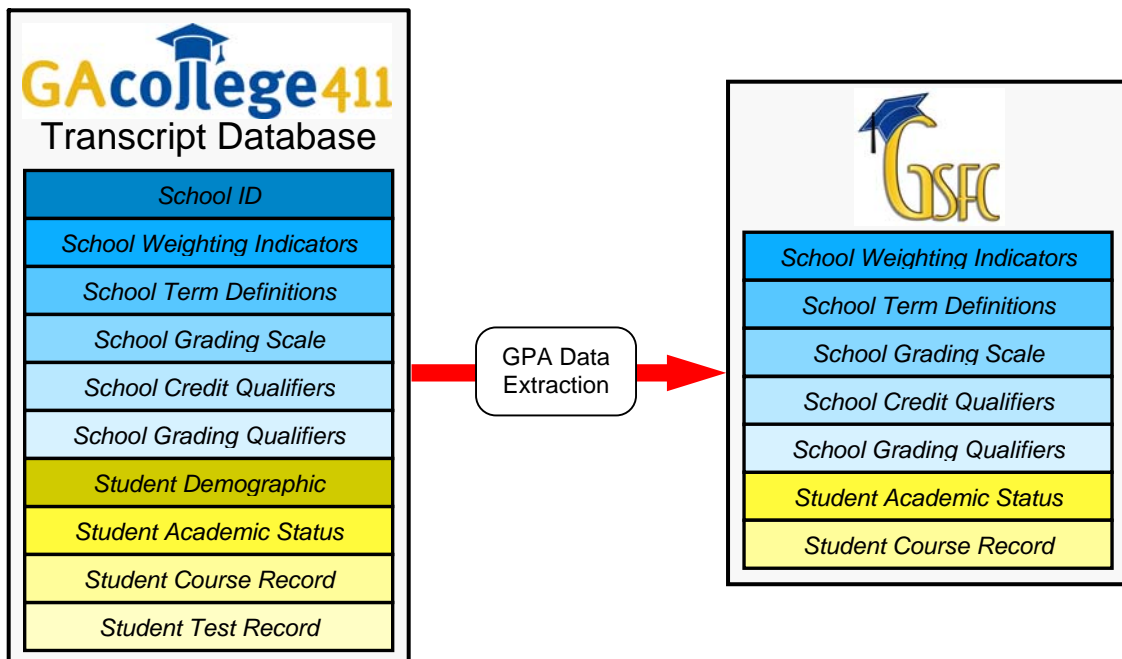 GAcollege411
Transcript Database
School ID
School Weighting Indicators
School Term Definitions
School Grading Scale
School Credit Qualifiers
School Grading Qualifiers
Student Demographic
Student Academic Status
Student Course Record
Student Test Record
GPA Data
Extraction
GSFC
School Weighting Indicators
School Term Definitions
School Grading Scale
School Credit Qualifiers
School Grading Qualifiers
Student Academic Status
Student Course Record